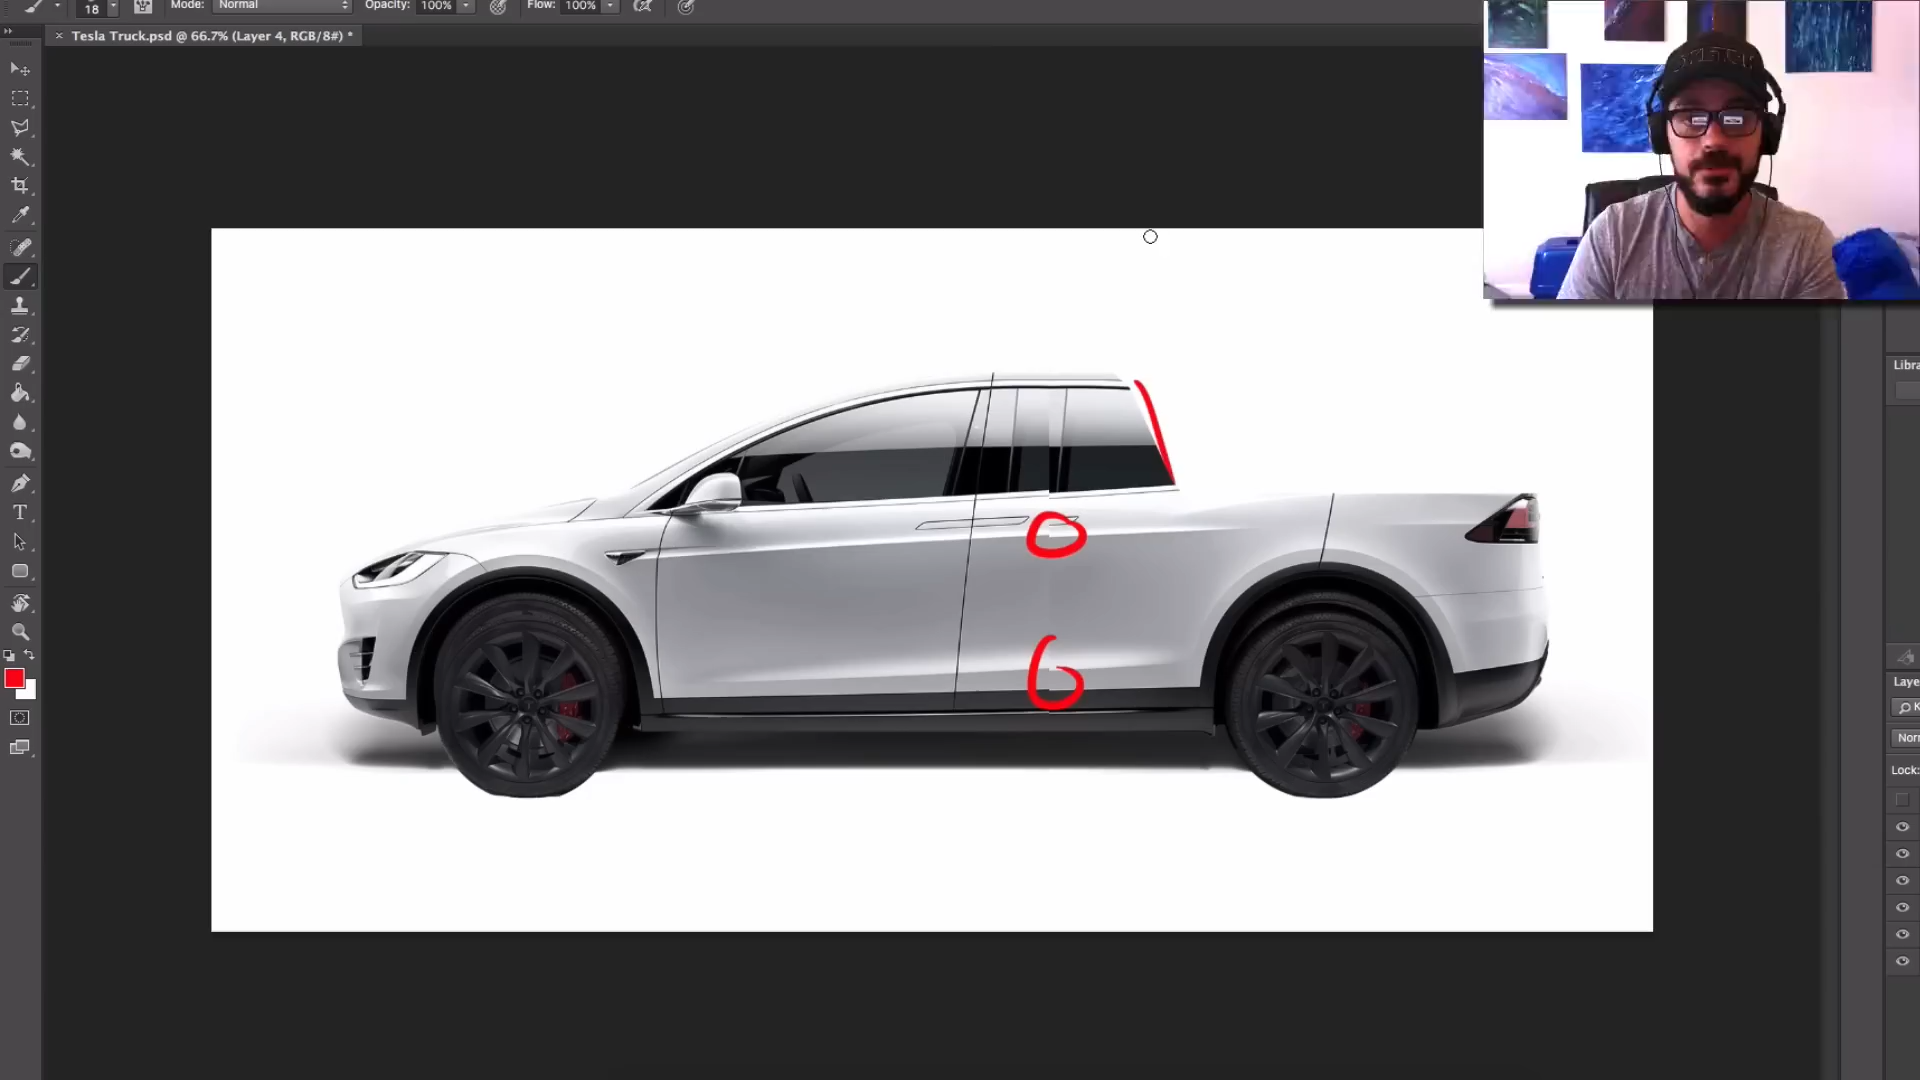 18
Mode: Normal
Opacity: 100%
Flow: 100%
× Tesla Truck.psd @ 66.7% (Layer 4, RGB/8#) *
T
Libra
Laye
K
Norm
Lock: